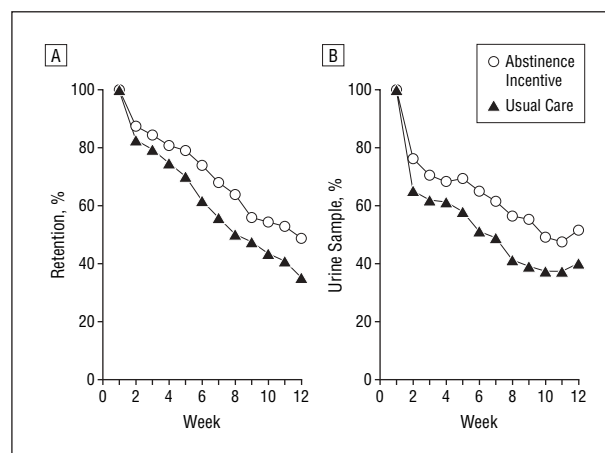 A
B
Abstinence
Incentive
Usual Care
Retention, %
100
80
60
40
20
0
0 2 4 6 8 10 12
Week
Urine Sample, %
100
80
60
40
20
0
0 2 4 6 8 10 12
Week